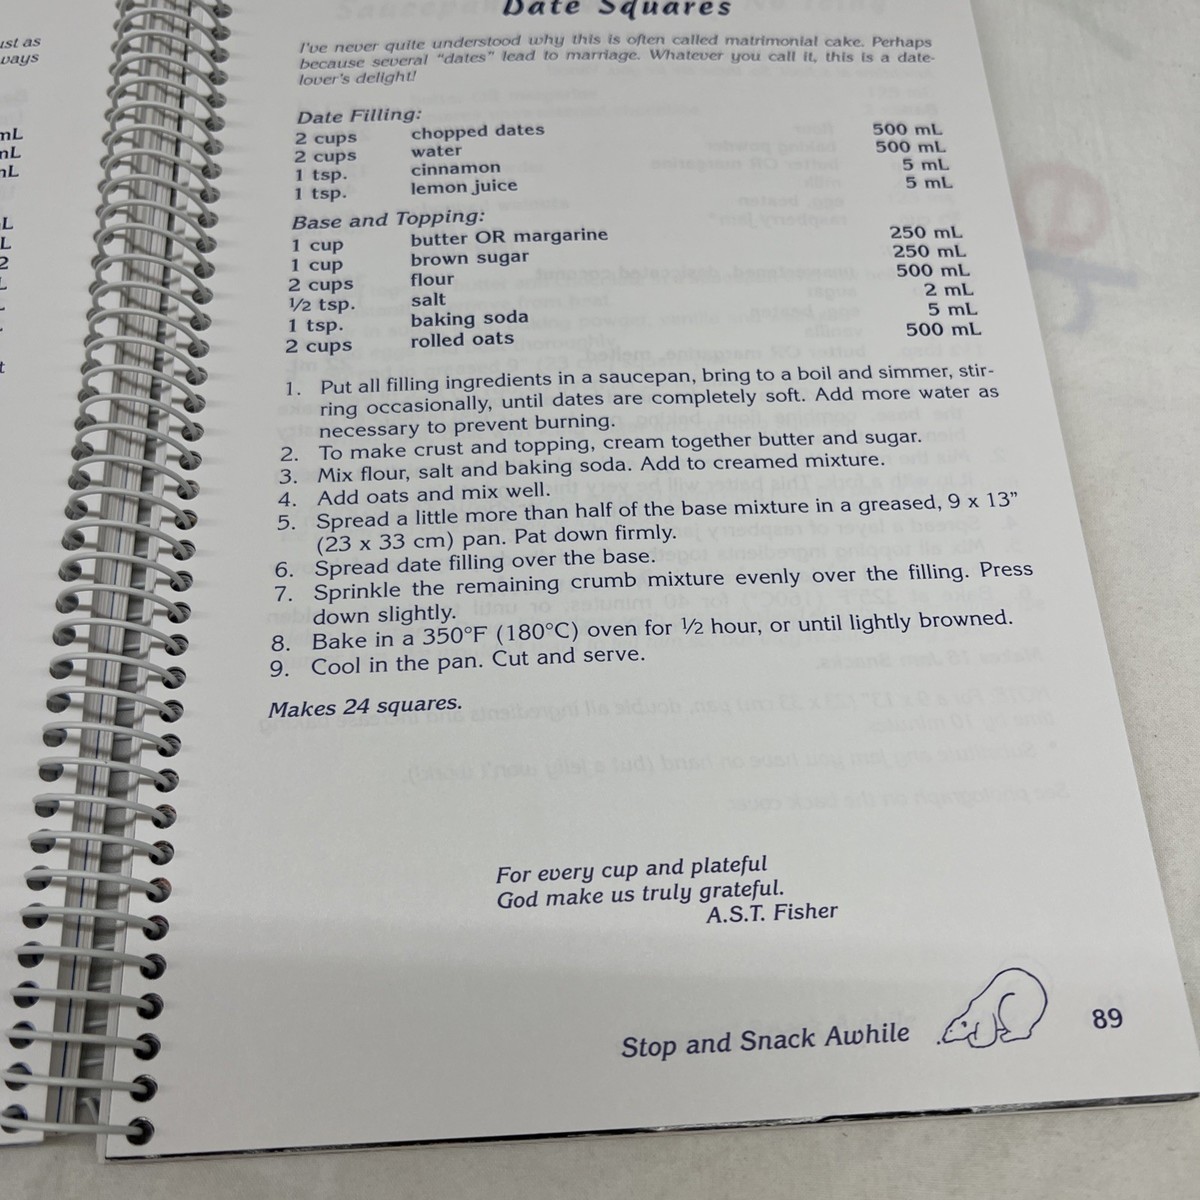 ust as
ways
mL
mL
mL
L
L
2
L
t
Date Squares
I've never quite understood why this is often called matrimonial cake. Perhaps
because several “dates” lead to marriage. Whatever you call it, this is a date-
lover's delight!
Date Filling:
2 cups chopped dates 500 mL
2 cups water 500 mL
1 tsp. cinnamon 5 mL
1 tsp. lemon juice 5 mL
Base and Topping:
1 cup butter OR margarine 250 mL
1 cup brown sugar 250 mL
2 cups flour 500 mL
½ tsp. salt 2 mL
1 tsp. baking soda 5 mL
2 cups rolled oats 500 mL
1. Put all filling ingredients in a saucepan, bring to a boil and simmer, stir-
ring occasionally, until dates are completely soft. Add more water as
necessary to prevent burning.
2. To make crust and topping, cream together butter and sugar.
3. Mix flour, salt and baking soda. Add to creamed mixture.
4. Add oats and mix well.
5. Spread a little more than half of the base mixture in a greased, 9 x 13”
(23 x 33 cm) pan. Pat down firmly.
6. Spread date filling over the base.
7. Sprinkle the remaining crumb mixture evenly over the filling. Press
down slightly.
8. Bake in a 350°F (180°C) oven for ½ hour, or until lightly browned.
9. Cool in the pan. Cut and serve.
Makes 24 squares.
For every cup and plateful
God make us truly grateful.
A.S.T. Fisher
Stop and Snack Awhile 89